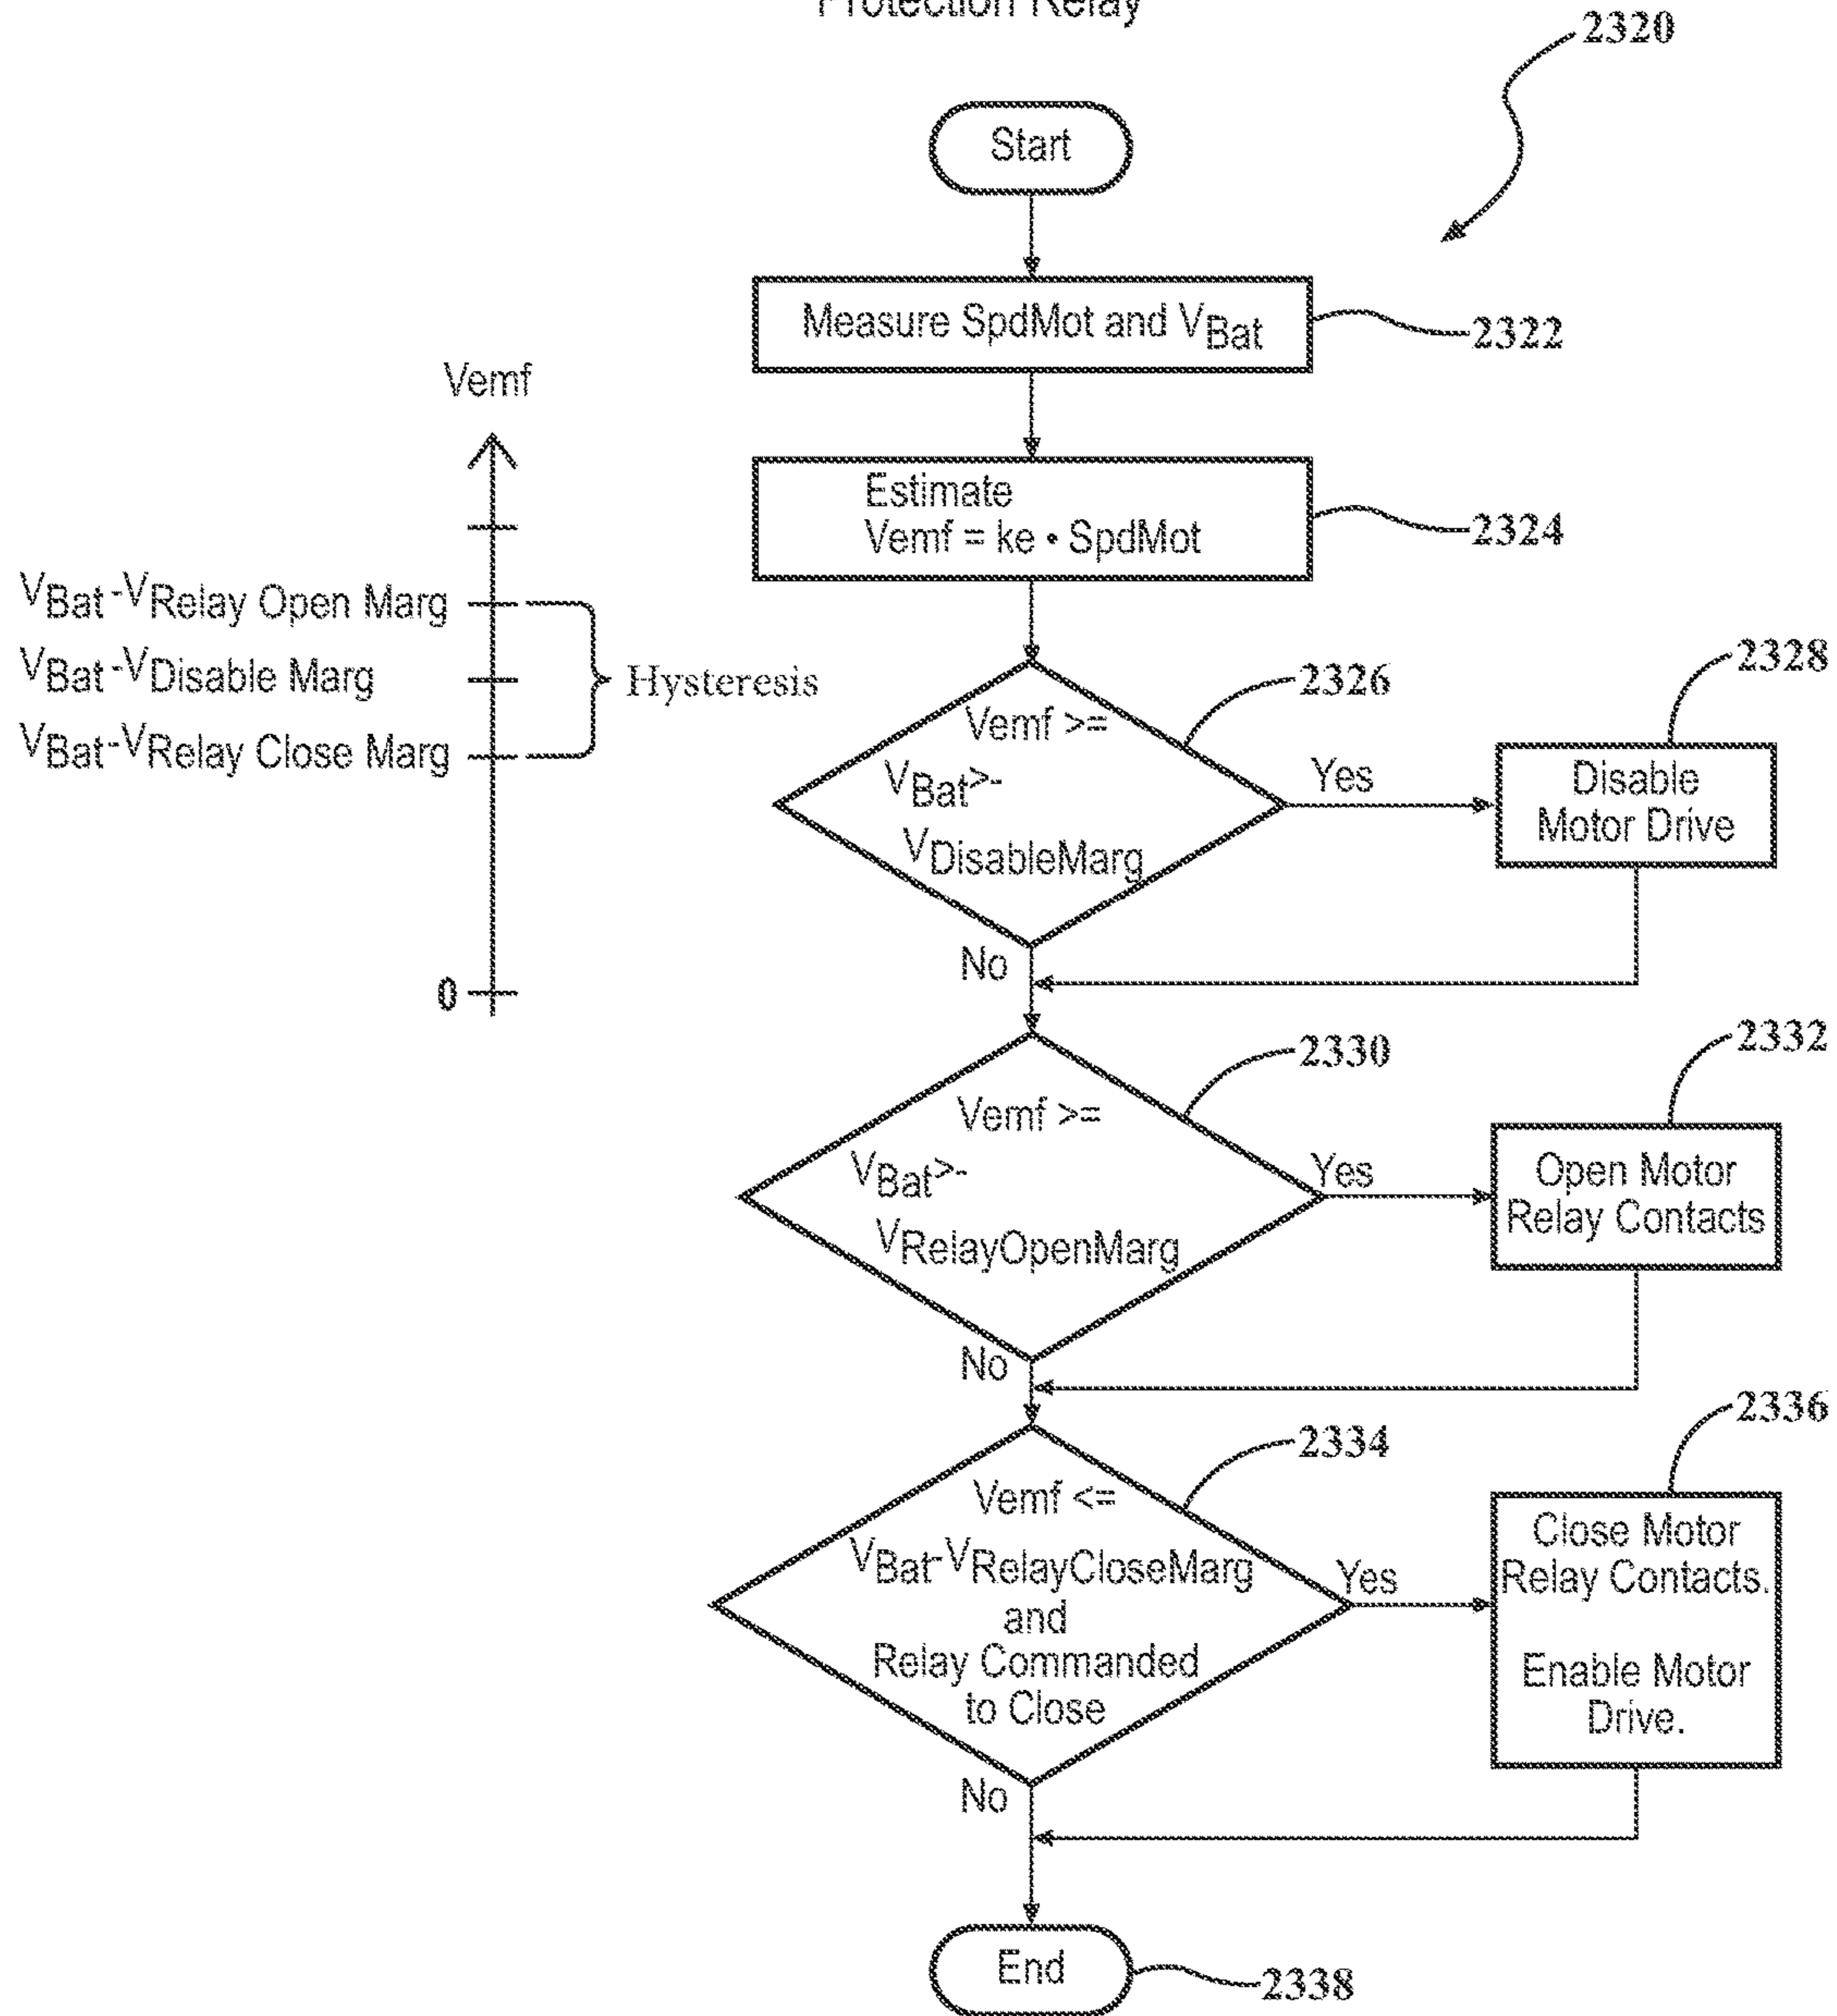 Protection Relay
2320
Start
Measure SpdMot and VBat
2322
Estimate
Vemf = ke • SpdMot
2324
Vemf
VBat-VRelay Open Marg
VBat-VDisable Marg
VBat-VRelay Close Marg
Hysteresis
0
Vemf >=
VBat>-
VDisableMarg
2326
Yes
No
Disable
Motor Drive
2328
Vemf >=
VBat>-
VRelayOpenMarg
2330
Yes
No
Open Motor
Relay Contacts
2332
Vemf <=
VBat-VRelayCloseMarg
and
Relay Commanded
to Close
2334
Yes
No
Close Motor
Relay Contacts.
Enable Motor
Drive.
2336
End
2338